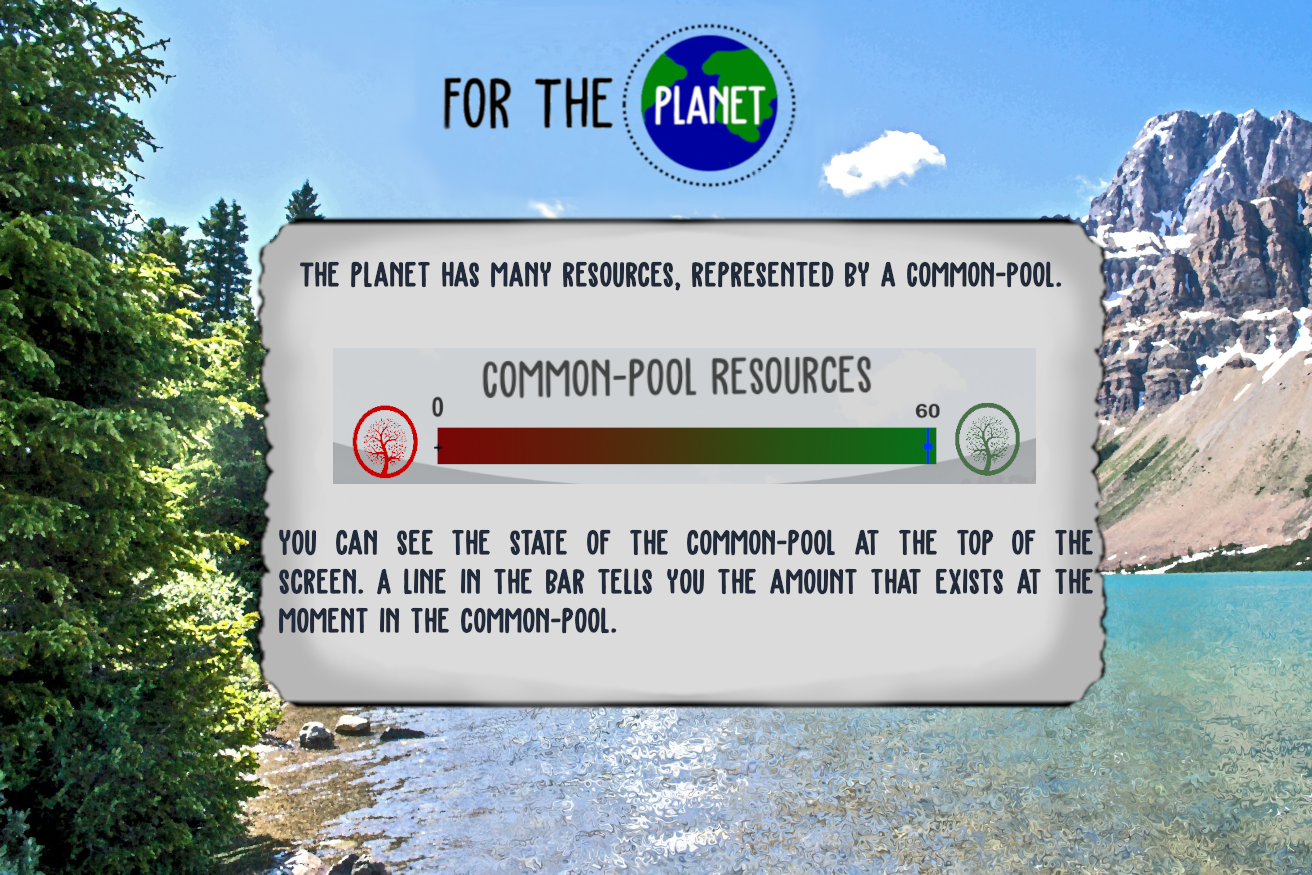 FOR THE PLANET
THE PLANET HAS MANY RESOURCES, REPRESENTED BY A COMMON-POOL.
COMMON-POOL RESOURCES
0 60
YOU CAN SEE THE STATE OF THE COMMON-POOL AT THE TOP OF THE
SCREEN. A LINE IN THE BAR TELLS YOU THE AMOUNT THAT EXISTS AT THE
MOMENT IN THE COMMON-POOL.